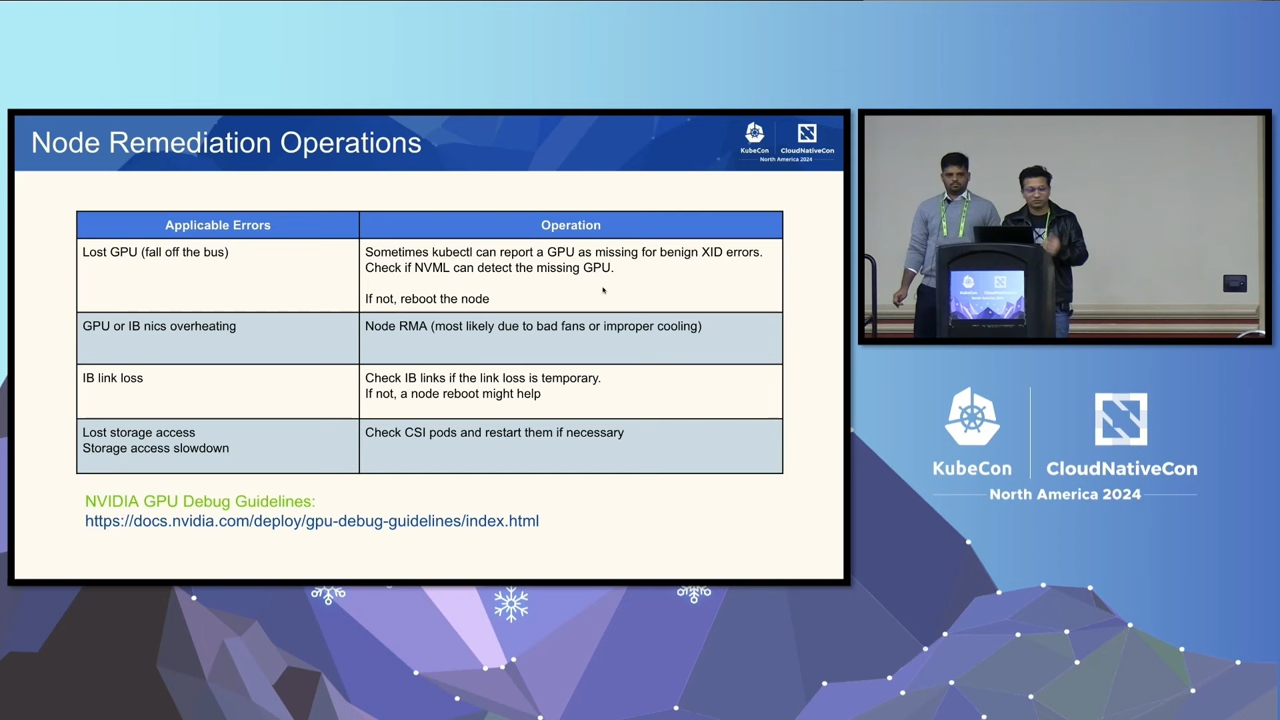 Node Remediation Operations
KubeCon
CloudNativeCon
North America 2024
Applicable Errors
Operation
Lost GPU (fall off the bus)
Sometimes kubectl can report a GPU as missing for benign XID errors.
Check if NVML can detect the missing GPU.
If not, reboot the node
GPU or IB nics overheating
Node RMA (most likely due to bad fans or improper cooling)
IB link loss
Check IB links if the link loss is temporary.
If not, a node reboot might help
Lost storage access
Storage access slowdown
Check CSI pods and restart them if necessary
NVIDIA GPU Debug Guidelines:
https://docs.nvidia.com/deploy/gpu-debug-guidelines/index.html
KubeCon
CloudNativeCon
North America 2024
KubeCon
CloudNativeCon
North America 2024